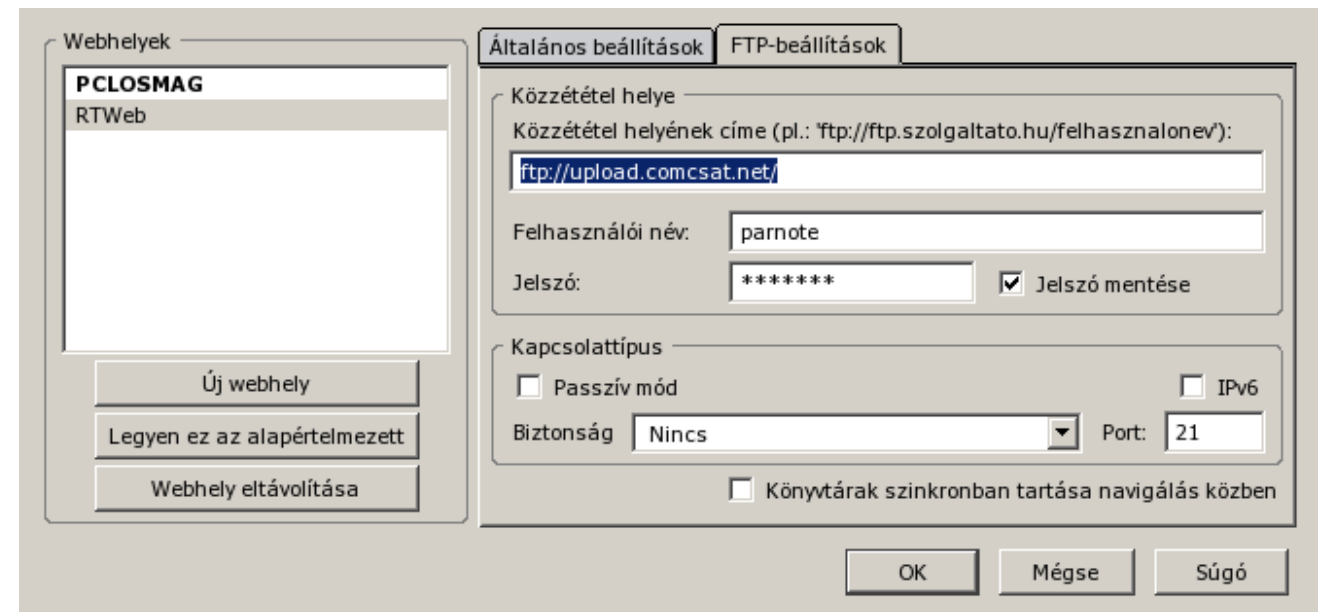 Webhelyek
PCLOSMAG
RTWeb
Új webhely
Legyen ez az alapértelmezett
Webhely eltávolítása
Általános beállítások
FTP-beállítások
Közzététel helye
Közzététel helyének címe (pl.: 'ftp://ftp.szolgaltato.hu/felhasznalonev'):
ftp://upload.comcsat.net/
Felhasználói név: parnote
Jelszó: ******* Jelszó mentése
Kapcsolattípus
Passzív mód IPv6
Biztonság Nincs Port: 21
Könyvtárak szinkronban tartása navigálás közben
OK Mégse Súgó